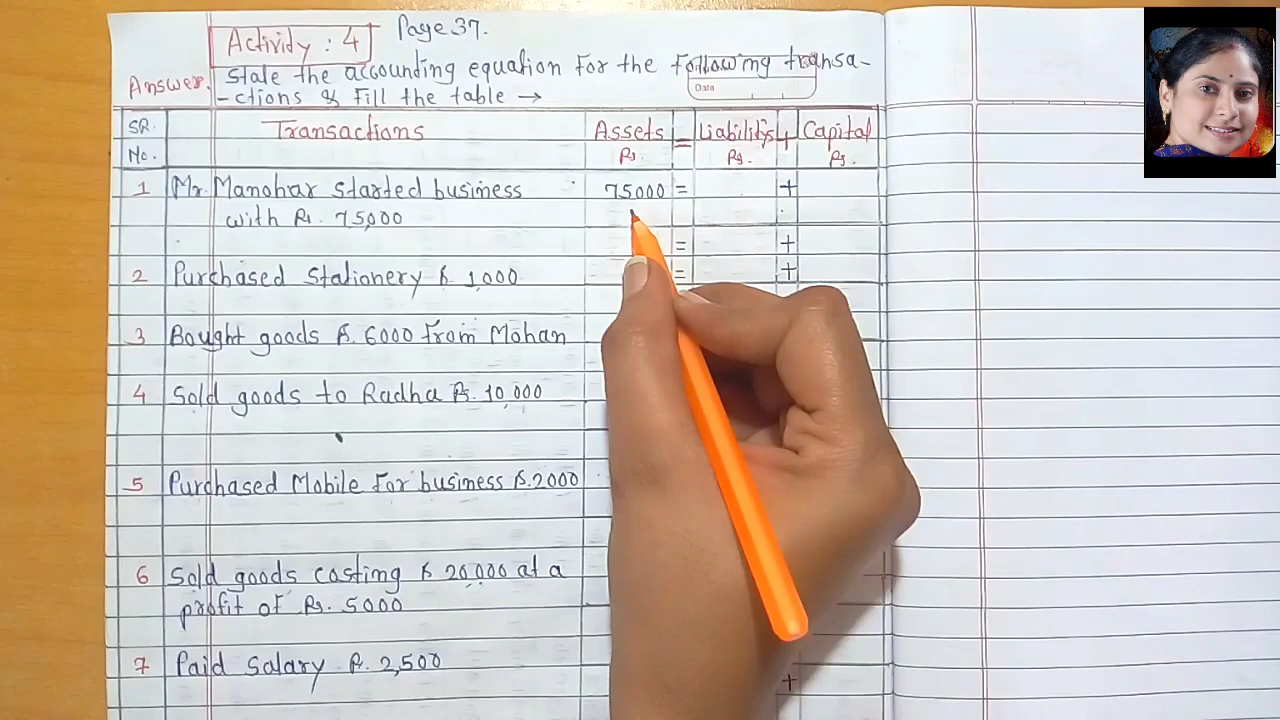 Activity : 4 Page 37.
Answer. State the accounting equation for the following transa-
-ctions & Fill the table →
Date
SR. No. Transactions Assets Rs. = Liabilities Rs. + Capital Rs.
1 Mr. Manohar started business 75000 = +
with Rs. 75,000
= +
2 Purchased Stationery Rs. 1,000 = +
3 Bought goods Rs. 6000 from Mohan
4 Sold goods to Radha Rs. 10,000
5 Purchased Mobile For business Rs. 2000
6 Sold goods costing Rs 20,000 at a
profit of Rs. 5000
7 Paid Salary Rs. 2,500
+